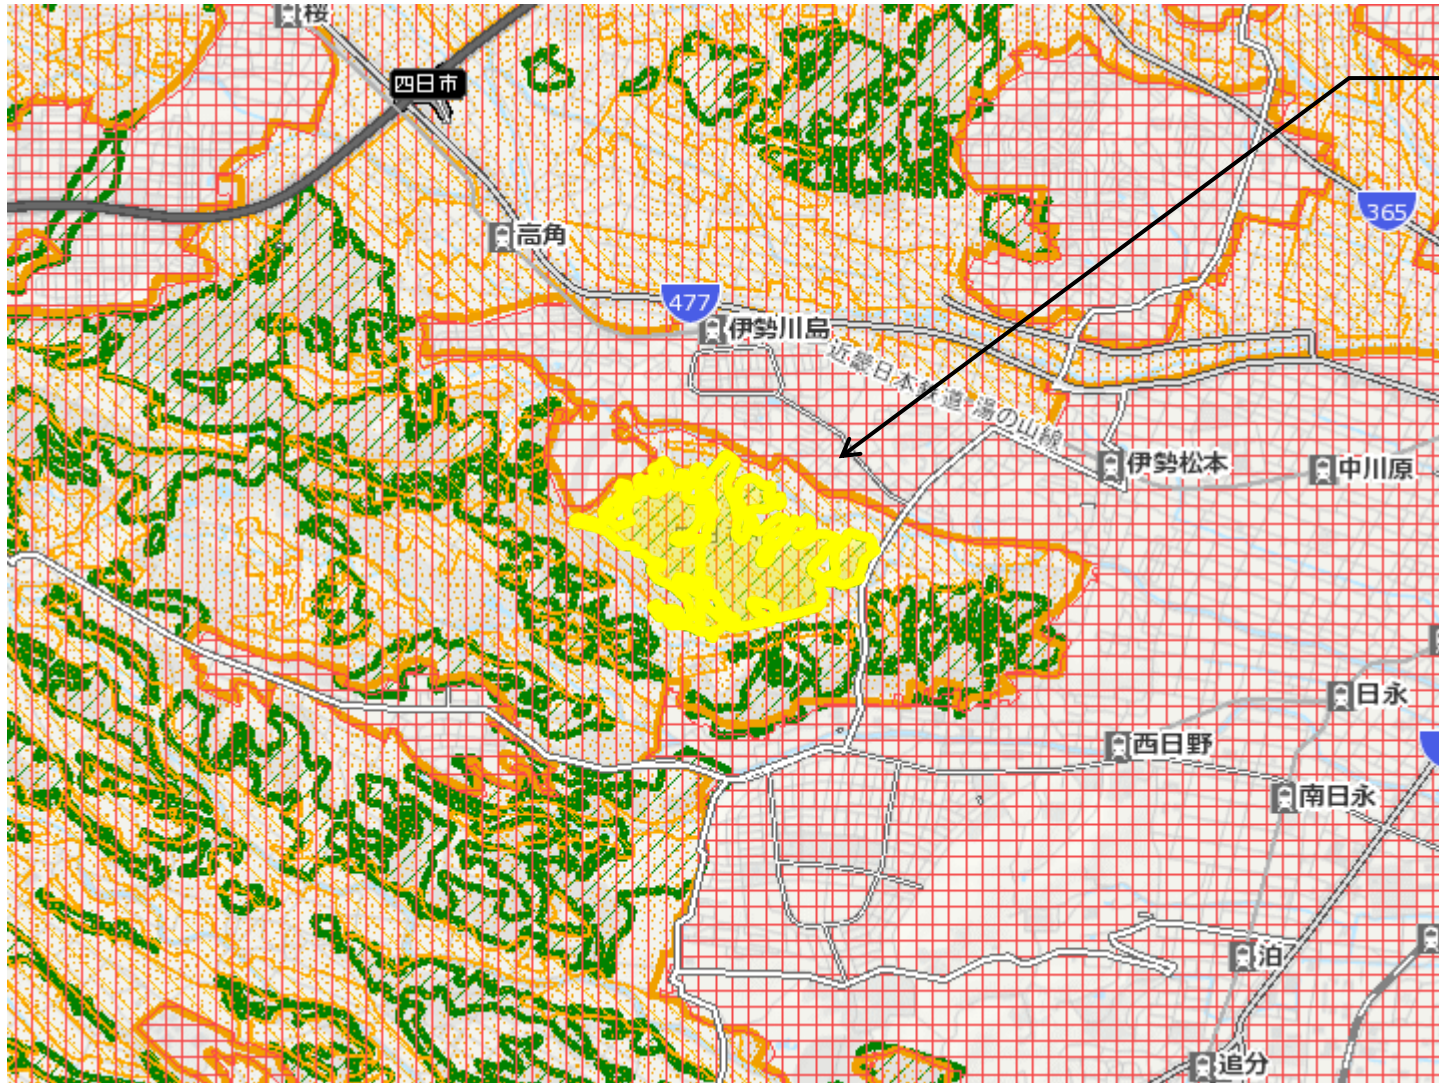 桜
四日市
365
高角
477
伊勢川島
近畿日本鉄道 湯の山線
伊勢松本
中川原
日永
西日野
南日永
泊
追分